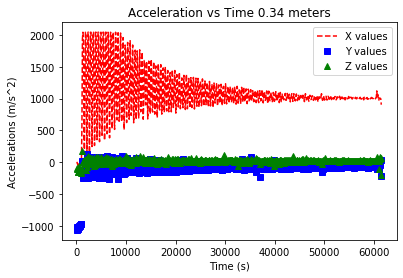 Acceleration vs Time 0.34 meters
Accelerations (m/s^2)
2000
1500
1000
500
0
−500
−1000
X values
Y values
Z values
0 10000 20000 30000 40000 50000 60000
Time (s)